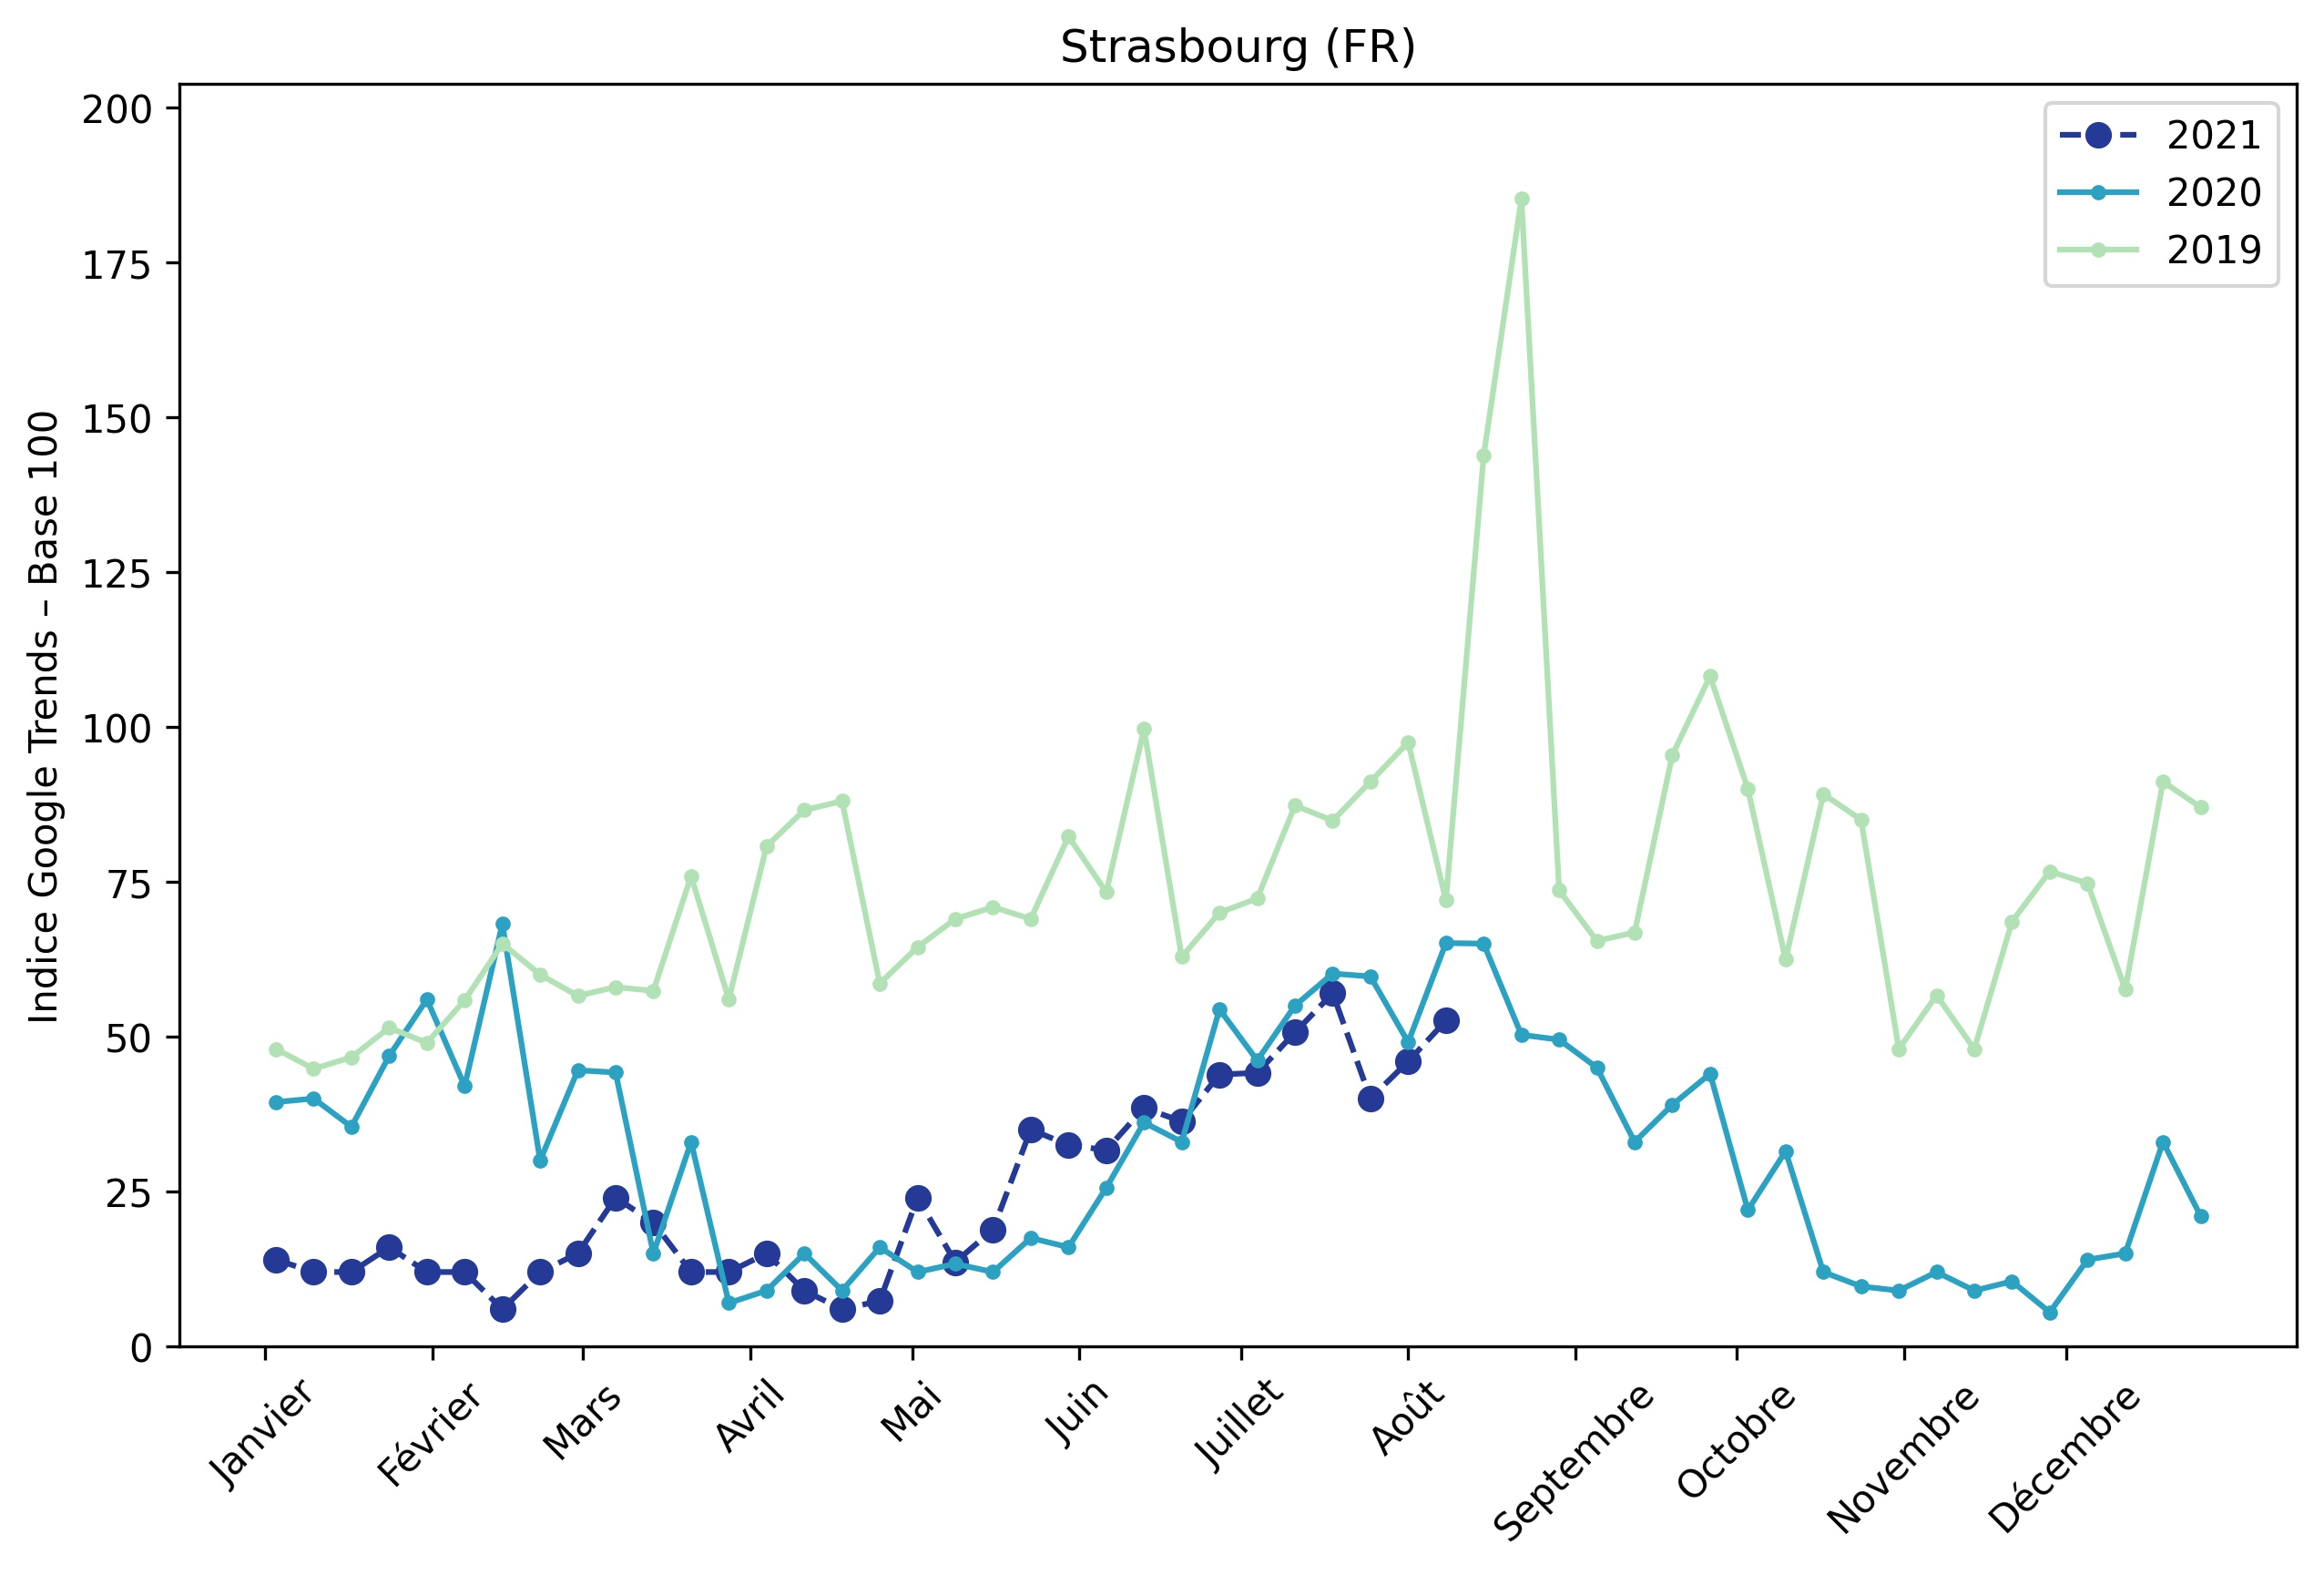 Strasbourg (FR)
200
175
150
125
100
75
50
25
0
Indice Google Trends – Base 100
2021
2020
2019
Janvier
Février
Mars
Avril
Mai
Juin
Juillet
Août
Septembre
Octobre
Novembre
Décembre